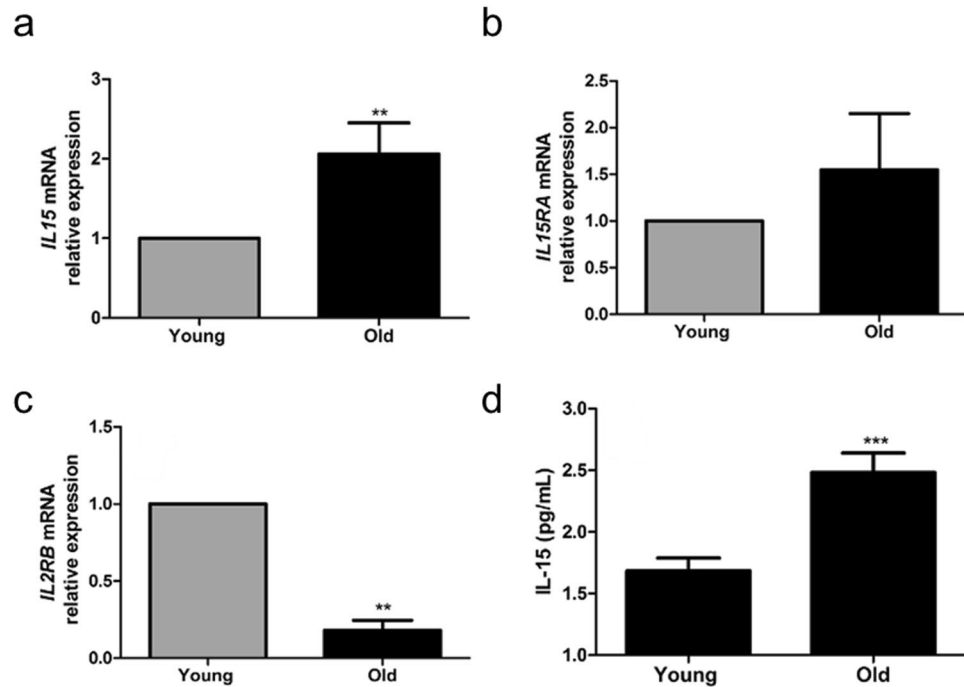 a
IL15 mRNA
relative expression
3
2
1
0
**
Young
Old
b
IL15RA mRNA
relative expression
2.5
2.0
1.5
1.0
0.5
0.0
Young
Old
c
IL2RB mRNA
relative expression
1.5
1.0
0.5
0.0
**
Young
Old
d
IL-15 (pg/mL)
3.0
2.5
2.0
1.5
1.0
***
Young
Old